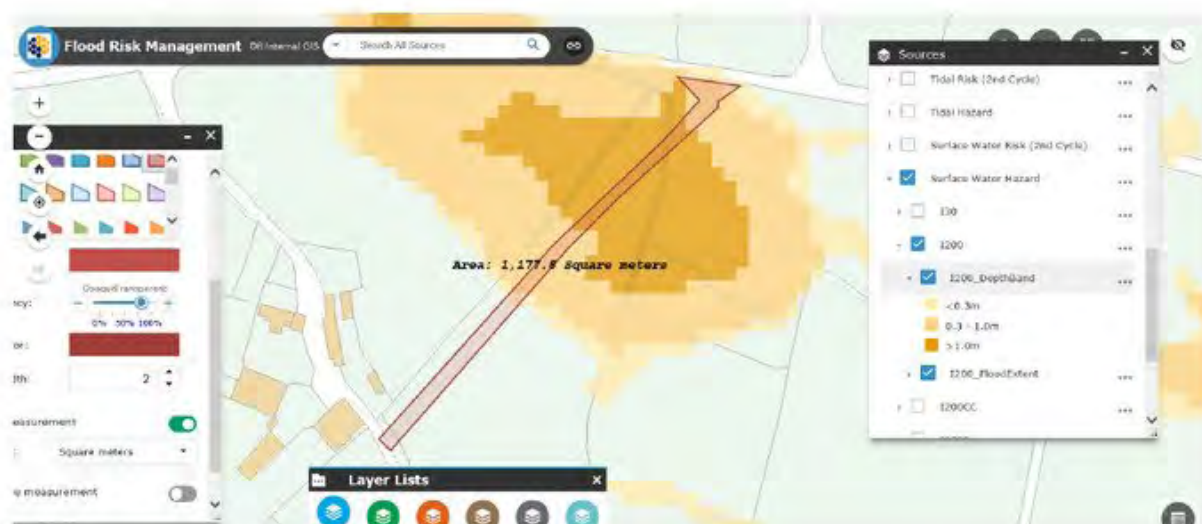 Flood Risk Management
Search All Sources
Sources
Tidal Risk (2nd Cycle)
Tidal Hazard
Surface Water Risk (2nd Cycle)
Surface Water Hazard
I30
I200
I200_DepthBand
<0.3m
0.3 - 1.0m
>1.0m
I200_FloodExtent
I200CC
0% 50% 100%
2
Square meters
Area: 1,177.8 Square meters
Layer Lists